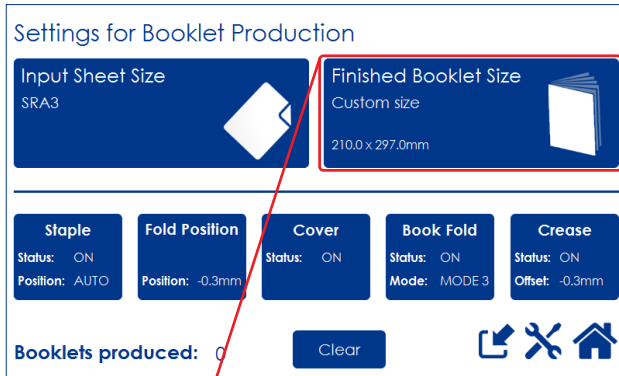 Settings for Booklet Production
Input Sheet Size
SRA3
Finished Booklet Size
Custom size
210.0 x 297.0mm
Staple
Status: ON
Position: AUTO
Fold Position
Position: -0.3mm
Cover
Status: ON
Book Fold
Status: ON
Mode: MODE 3
Crease
Status: ON
Offset: -0.3mm
Booklets produced: 0
Clear